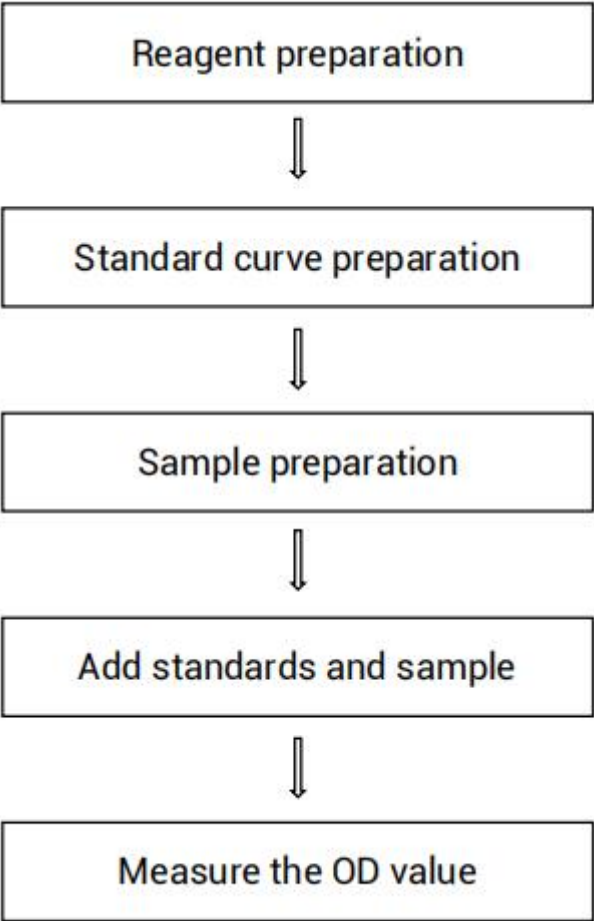 Reagent preparation
Standard curve preparation
Sample preparation
Add standards and sample
Measure the OD value